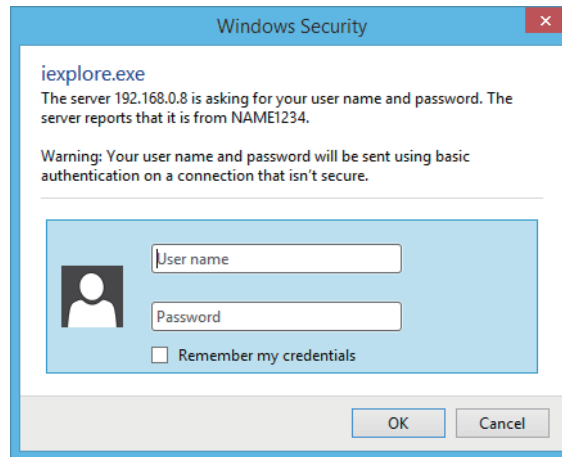 Windows Security
iexplore.exe
The server 192.168.0.8 is asking for your user name and password. The
server reports that it is from NAME1234.
Warning: Your user name and password will be sent using basic
authentication on a connection that isn't secure.
User name
Password
Remember my credentials
OK Cancel